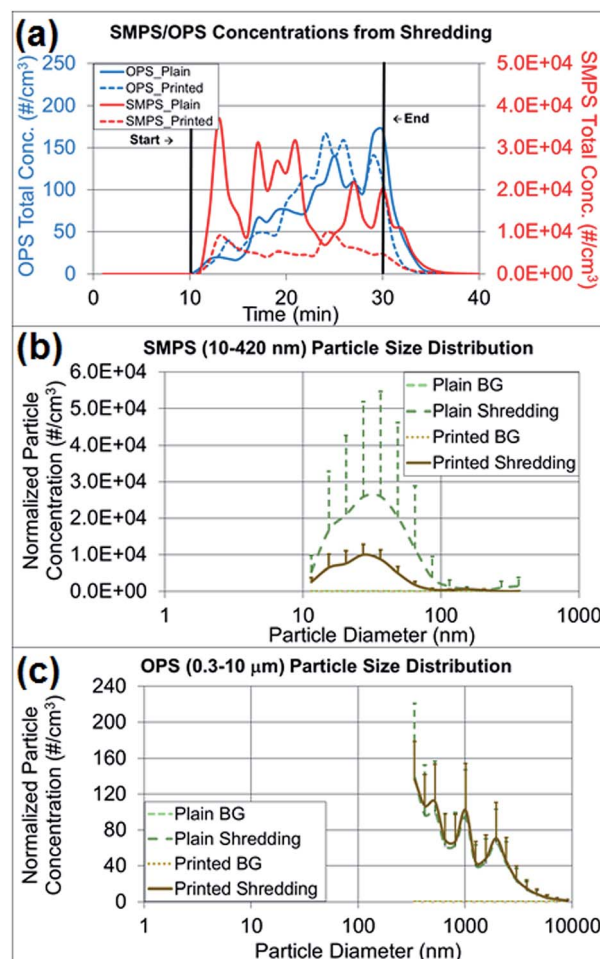 (a)
SMPS/OPS Concentrations from Shredding
OPS Total Conc. (#/cm³)
250
200
150
100
50
0
OPS_Plain
OPS_Printed
SMPS_Plain
SMPS_Printed
Start →
←End
5.0E+04
4.0E+04
3.0E+04
2.0E+04
1.0E+04
0.0E+00
SMPS Total Conc. (#/cm³)
0 10 20 30 40
Time (min)
(b)
SMPS (10-420 nm) Particle Size Distribution
Normalized Particle
Concentration (#/cm³)
6.0E+04
5.0E+04
4.0E+04
3.0E+04
2.0E+04
1.0E+04
0.0E+00
Plain BG
Plain Shredding
Printed BG
Printed Shredding
1 10 100 1000
Particle Diameter (nm)
(c)
OPS (0.3-10 μm) Particle Size Distribution
Normalized Particle
Concentration (#/cm³)
240
200
160
120
80
40
0
Plain BG
Plain Shredding
Printed BG
Printed Shredding
1 10 100 1000 10000
Particle Diameter (nm)